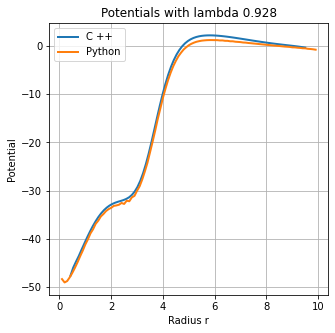 Potentials with lambda 0.928
C ++
Python
Potential
0
−10
−20
−30
−40
−50
0 2 4 6 8 10
Radius r